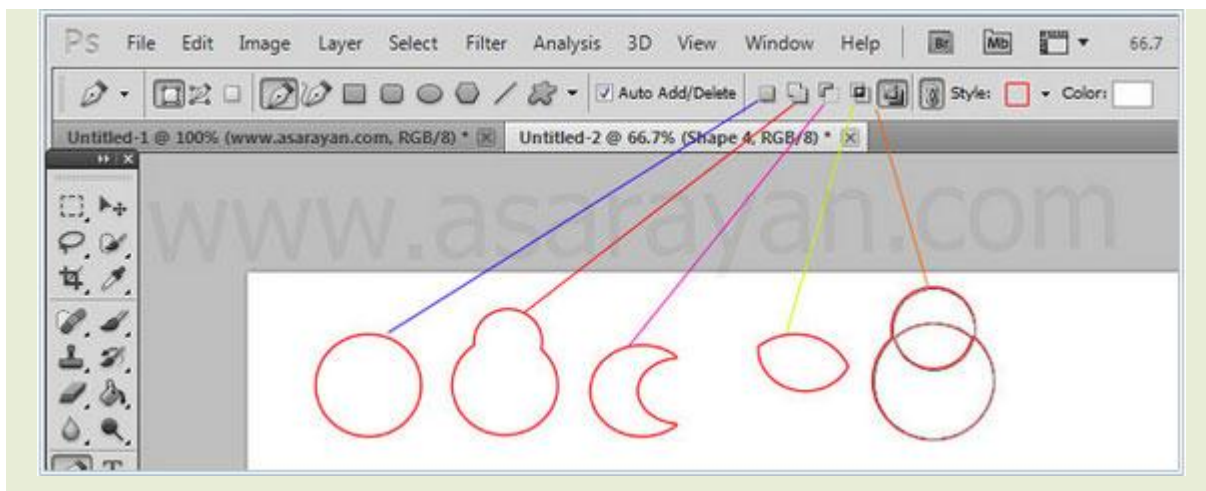 Ps File Edit Image Layer Select Filter Analysis 3D View Window Help Br Mb 66.7
Auto Add/Delete Style: Color:
Untitled-1 @ 100% (www.asarayan.com, RGB/8) * Untitled-2 @ 66.7% (Shape 4, RGB/8) *
www.asarayan.com
T